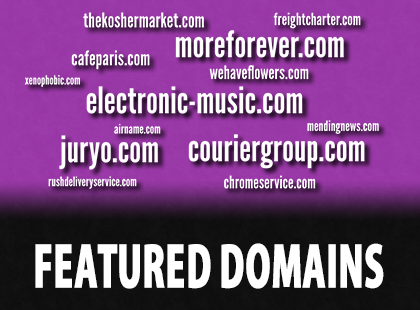 thekoshermarket.com
freightcharter.com
moreforever.com
cafeparis.com
wehaveflowers.com
xenophobic.com
electronic-music.com
airname.com
mendingnews.com
juryo.com
couriergroup.com
rushdeliveryservice.com
chromeservice.com
FEATURED DOMAINS